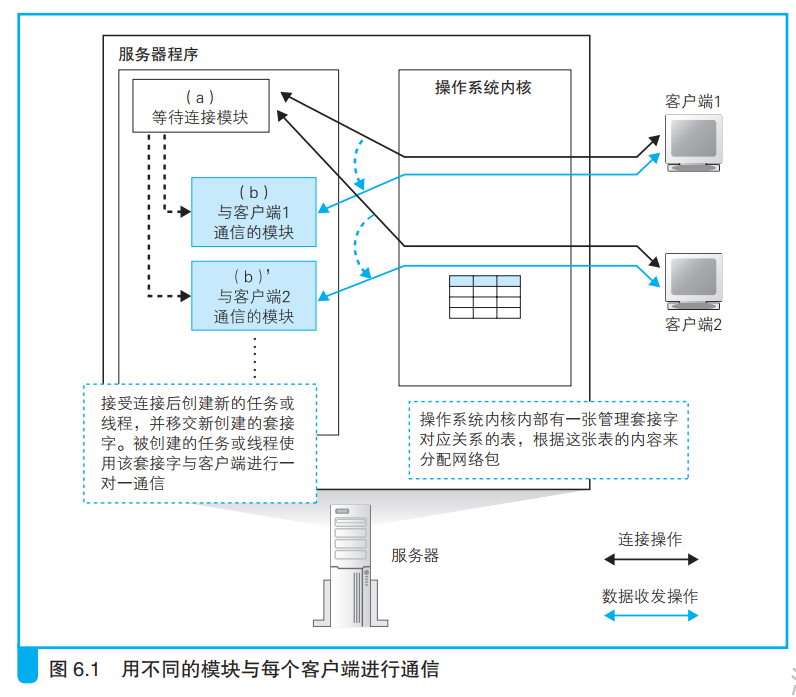 服务器程序
(a)
等待连接模块
(b)
与客户端1
通信的模块
(b)'
与客户端2
通信的模块
接受连接后创建新的任务或
线程，并移交新创建的套接
字。被创建的任务或线程使
用该套接字与客户端进行一
对一通信
操作系统内核
操作系统内核内部有一张管理套接字
对应关系的表，根据这张表的内容来
分配网络包
客户端1
客户端2
服务器
连接操作
数据收发操作
图 6.1 用不同的模块与每个客户端进行通信